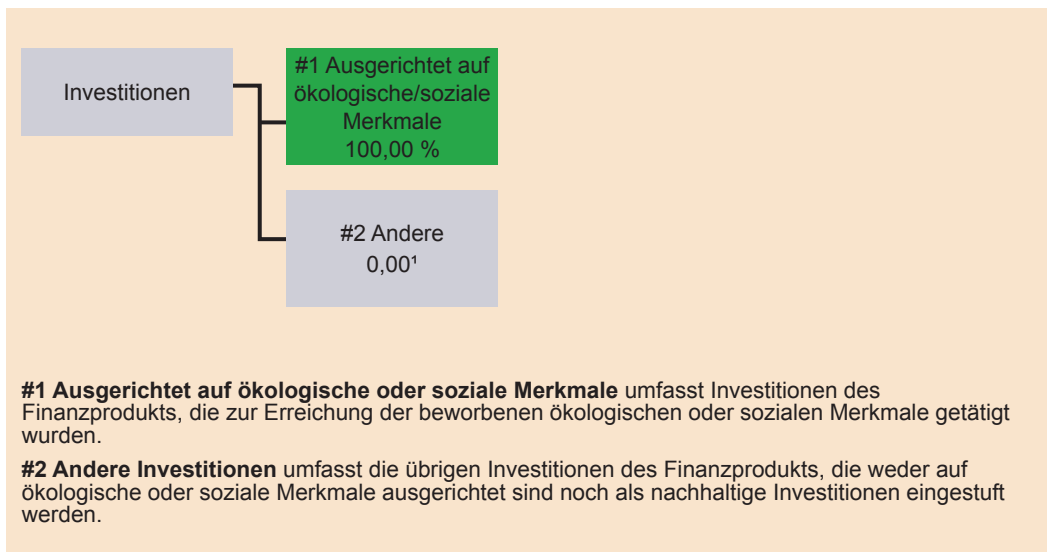 Investitionen
#1 Ausgerichtet auf
ökologische/soziale
Merkmale
100,00 %
#2 Andere
0,00¹
#1 Ausgerichtet auf ökologische oder soziale Merkmale umfasst Investitionen des
Finanzprodukts, die zur Erreichung der beworbenen ökologischen oder sozialen Merkmale getätigt
wurden.
#2 Andere Investitionen umfasst die übrigen Investitionen des Finanzprodukts, die weder auf
ökologische oder soziale Merkmale ausgerichtet sind noch als nachhaltige Investitionen eingestuft
werden.